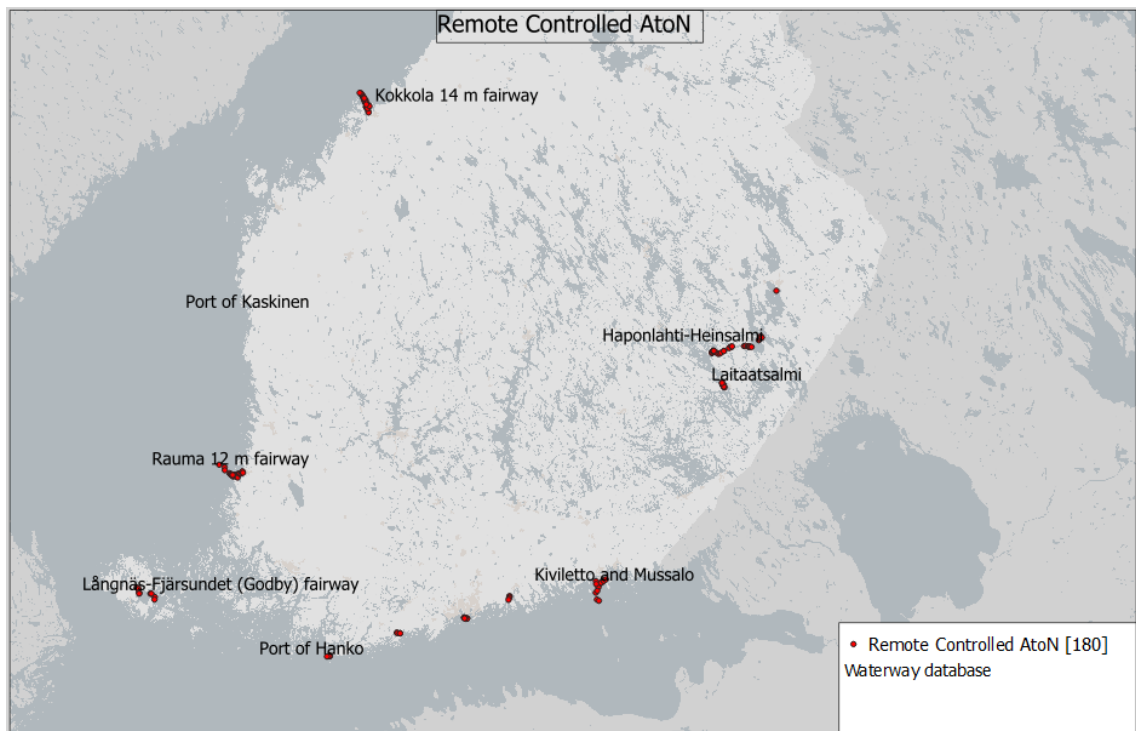 Remote Controlled AtoN
Kokkola 14 m fairway
Port of Kaskinen
Haponlahti-Heinsalmi
Laitaatsalmi
Rauma 12 m fairway
Kiviletto and Mussalo
Långnäs-Fjärsundet (Godby) fairway
Port of Hanko
Remote Controlled AtoN [180]
Waterway database